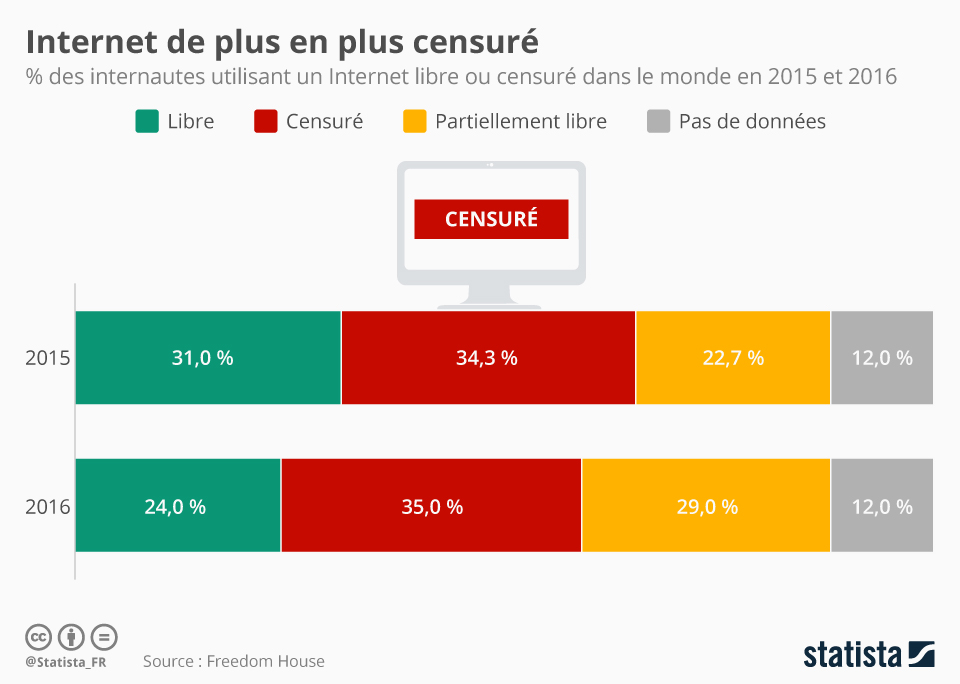 Internet de plus en plus censuré
% des internautes utilisant un Internet libre ou censuré dans le monde en 2015 et 2016
Libre Censuré Partiellement libre Pas de données
CENSURÉ
2015 31,0 % 34,3 % 22,7 % 12,0 %
2016 24,0 % 35,0 % 29,0 % 12,0 %
cc =
@Statista_FR Source : Freedom House
statista